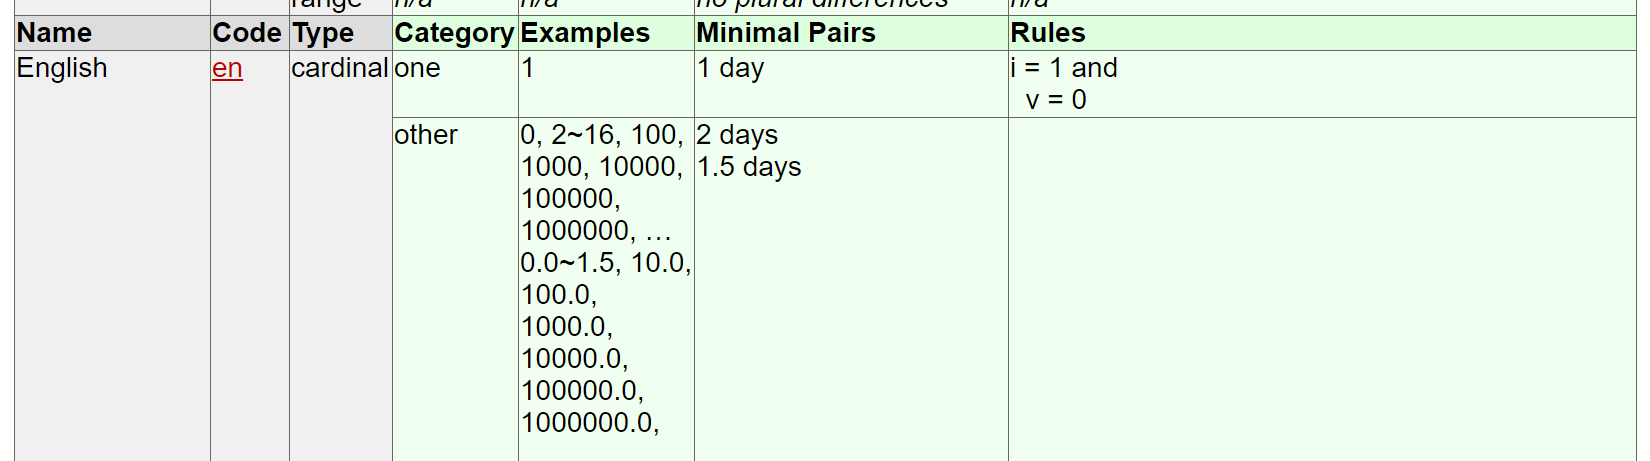 range n/a n/a no plural differences n/a
Name Code Type Category Examples Minimal Pairs Rules
English en cardinal one 1 1 day i = 1 and
v = 0
other 0, 2~16, 100, 2 days
1000, 10000, 1.5 days
100000,
1000000, …
0.0~1.5, 10.0,
100.0,
1000.0,
10000.0,
100000.0,
1000000.0,